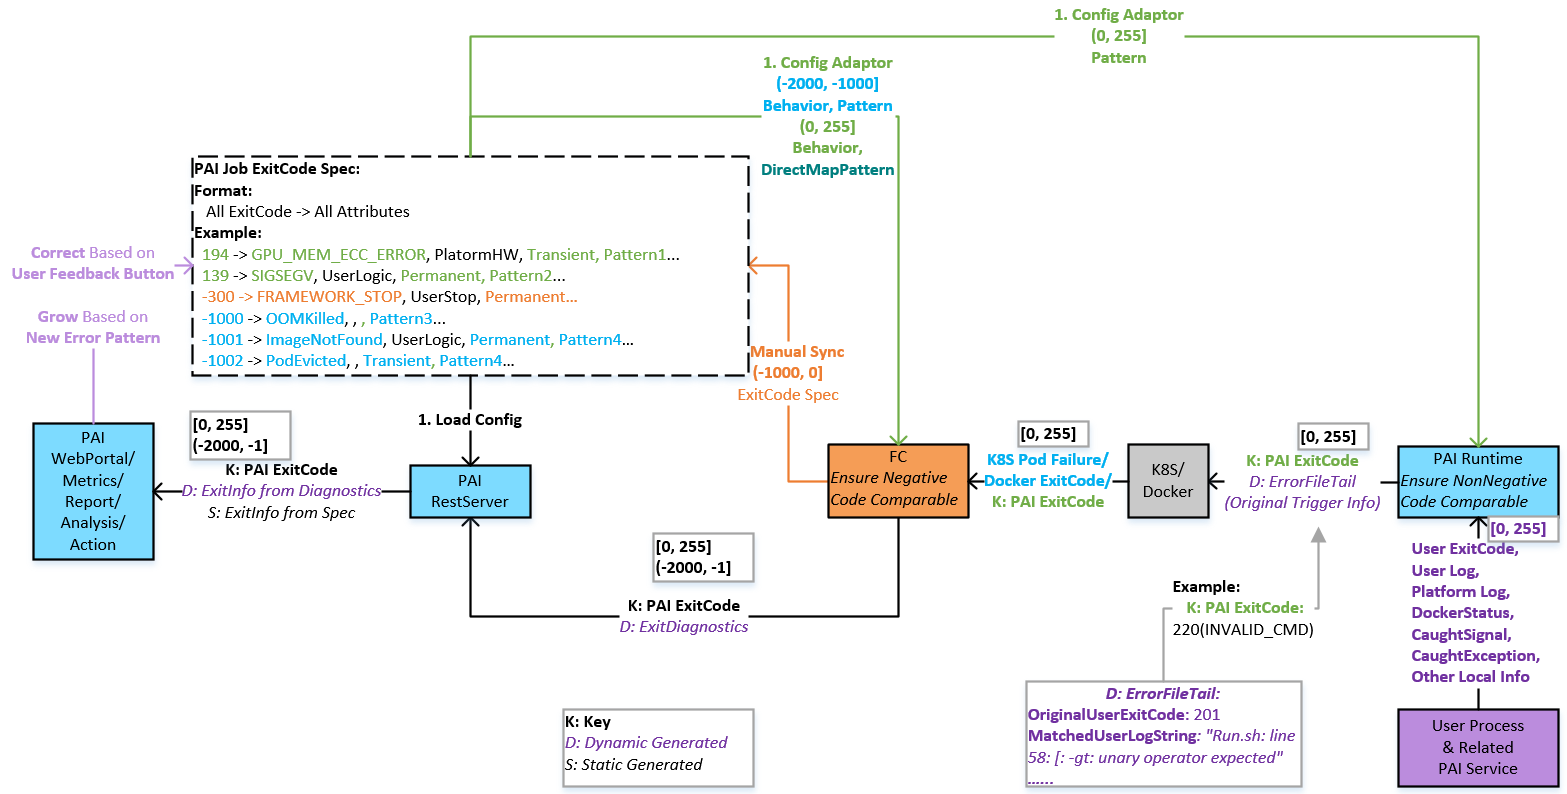 1. Config Adaptor
(0, 255]
Pattern
1. Config Adaptor
(-2000, -1000]
Behavior, Pattern
(0, 255]
Behavior,
DirectMapPattern
PAI Job ExitCode Spec:
Format:
All ExitCode -> All Attributes
Example:
194 -> GPU_MEM_ECC_ERROR, PlatormHW, Transient, Pattern1...
139 -> SIGSEGV, UserLogic, Permanent, Pattern2...
-300 -> FRAMEWORK_STOP, UserStop, Permanent...
-1000 -> OOMKilled, , , Pattern3...
-1001 -> ImageNotFound, UserLogic, Permanent, Pattern4...
-1002 -> PodEvicted, , Transient, Pattern4...
Correct Based on
User Feedback Button
Grow Based on
New Error Pattern
Manual Sync
(-1000, 0]
ExitCode Spec
1. Load Config
[0, 255]
(-2000, -1]
K: PAI ExitCode
D: ExitInfo from Diagnostics
S: ExitInfo from Spec
PAI
WebPortal/
Metrics/
Report/
Analysis/
Action
PAI
RestServer
FC
Ensure Negative
Code Comparable
[0, 255]
K8S Pod Failure/
Docker ExitCode/
K: PAI ExitCode
K8S/
Docker
[0, 255]
K: PAI ExitCode
D: ErrorFileTail
(Original Trigger Info)
PAI Runtime
Ensure NonNegative
Code Comparable
[0, 255]
User ExitCode,
User Log,
Platform Log,
DockerStatus,
CaughtSignal,
CaughtException,
Other Local Info
[0, 255]
(-2000, -1]
K: PAI ExitCode
D: ExitDiagnostics
Example:
K: PAI ExitCode:
220(INVALID_CMD)
D: ErrorFileTail:
OriginalUserExitCode: 201
MatchedUserLogString: "Run.sh: line
58: [: -gt: unary operator expected"
......
User Process
& Related
PAI Service
K: Key
D: Dynamic Generated
S: Static Generated